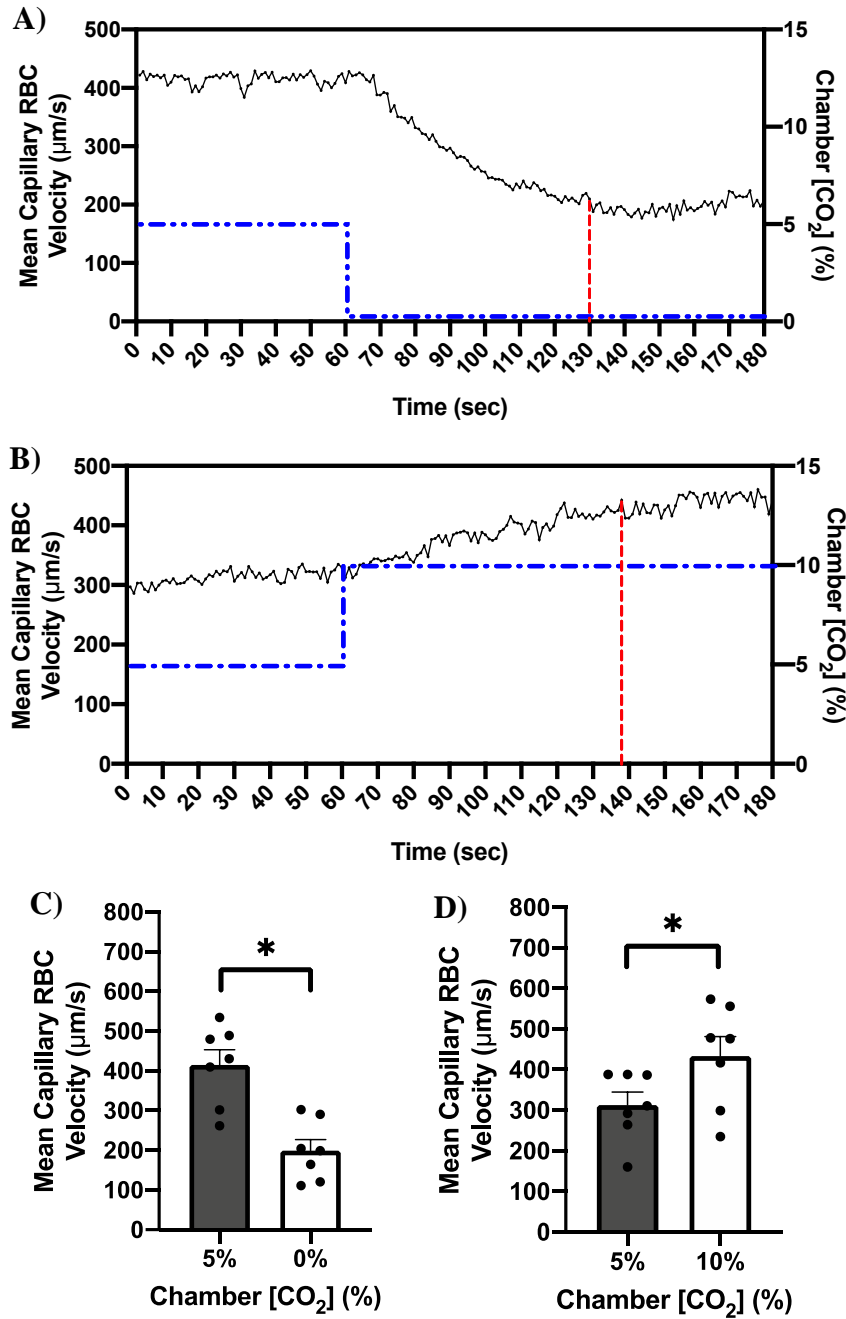 A)
500
400
300
200
100
0
Mean Capillary RBC
Velocity (µm/s)
15
10
5
0
Chamber [CO₂] (%)
0 10 20 30 40 50 60 70 80 90 100 110 120 130 140 150 160 170 180
Time (sec)
B)
500
400
300
200
100
0
Mean Capillary RBC
Velocity (µm/s)
15
10
5
0
Chamber [CO₂] (%)
0 10 20 30 40 50 60 70 80 90 100 110 120 130 140 150 160 170 180
Time (sec)
C)
800
700
600
500
400
300
200
100
0
Mean Capillary RBC
Velocity (µm/s)
*
5% 0%
Chamber [CO₂] (%)
D)
800
700
600
500
400
300
200
100
0
Mean Capillary RBC
Velocity (µm/s)
*
5% 10%
Chamber [CO₂] (%)